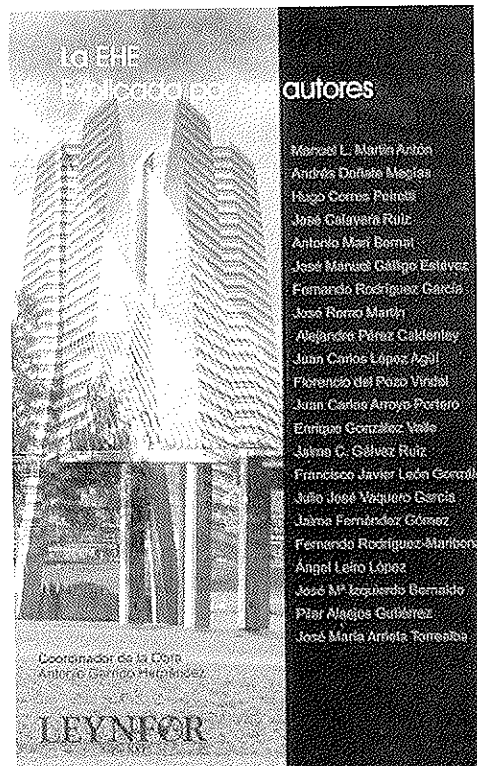 La EHE
Explicada por sus autores
Manuel L. Martín Antón
Andrés Doñate Megías
Hugo Corres Peiretti
José Calavera Ruiz
Antonio Marí Bernat
José Manuel Gálligo Estévez
Fernando Rodríguez García
José Romo Martín
Alejandro Pérez Caldentey
Juan Carlos López Agüí
Florencio del Pozo Vindel
Juan Carlos Arroyo Portero
Enrique González Valle
Jaime C. Gálvez Ruiz
Francisco Javier León Gonzál
Julio José Vaquero García
Jaime Fernández Gómez
Fernando Rodríguez-Maribona
Ángel Leiro López
José Mª Izquierdo Bernaldo
Pilar Alaejos Gutiérrez
José María Arrieta Torrealba
Coordinador de la Obra
Antonio Garrido Hernández
LEYNFOR